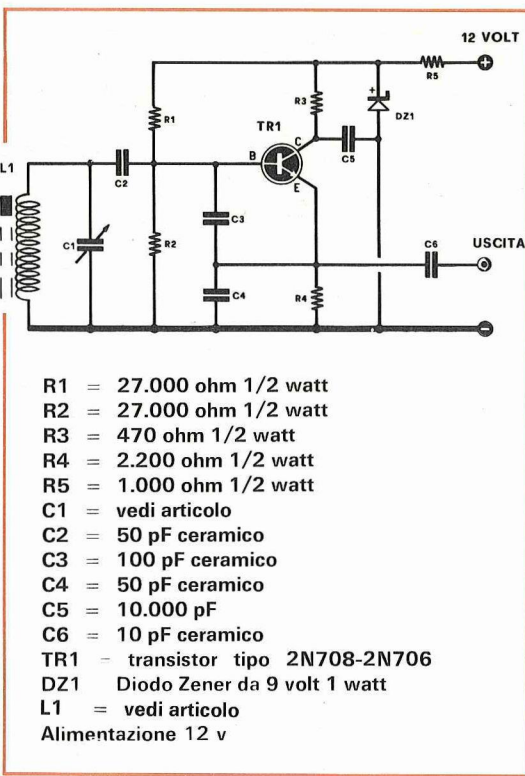 12 VOLT
R5
R3
DZ1
R1
TR1
C
C5
B
L1
C2
E
C1
C3
C6
USCITA
R2
C4
R4
R1 = 27.000 ohm 1/2 watt
R2 = 27.000 ohm 1/2 watt
R3 = 470 ohm 1/2 watt
R4 = 2.200 ohm 1/2 watt
R5 = 1.000 ohm 1/2 watt
C1 = vedi articolo
C2 = 50 pF ceramico
C3 = 100 pF ceramico
C4 = 50 pF ceramico
C5 = 10.000 pF
C6 = 10 pF ceramico
TR1 - transistor tipo 2N708-2N706
DZ1 Diodo Zener da 9 volt 1 watt
L1 = vedi articolo
Alimentazione 12 v